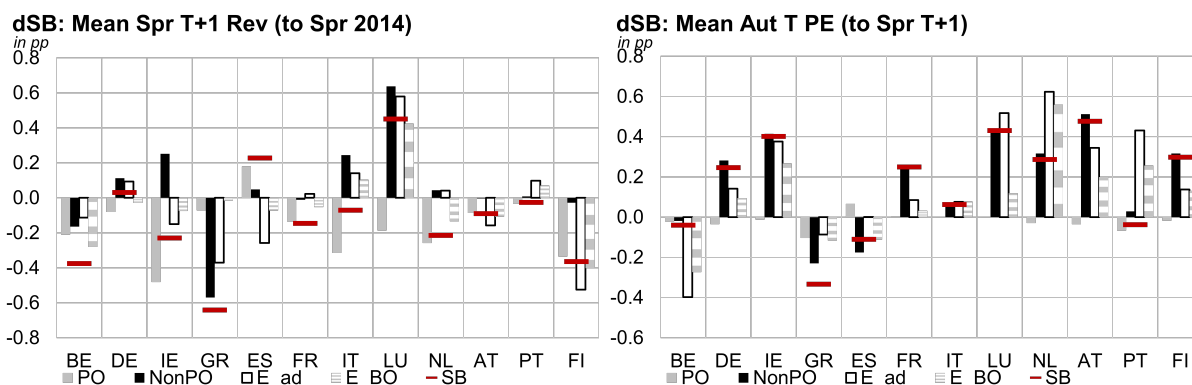 dSB: Mean Spr T+1 Rev (to Spr 2014)
in pp
0.8
0.6
0.4
0.2
0.0
-0.2
-0.4
-0.6
-0.8
BE DE IE GR ES FR IT LU NL AT PT FI
PO NonPO E ad E BO SB
dSB: Mean Aut T PE (to Spr T+1)
in pp
0.8
0.6
0.4
0.2
0.0
-0.2
-0.4
-0.6
BE DE IE GR ES FR IT LU NL AT PT FI
PO NonPO E ad E BO SB